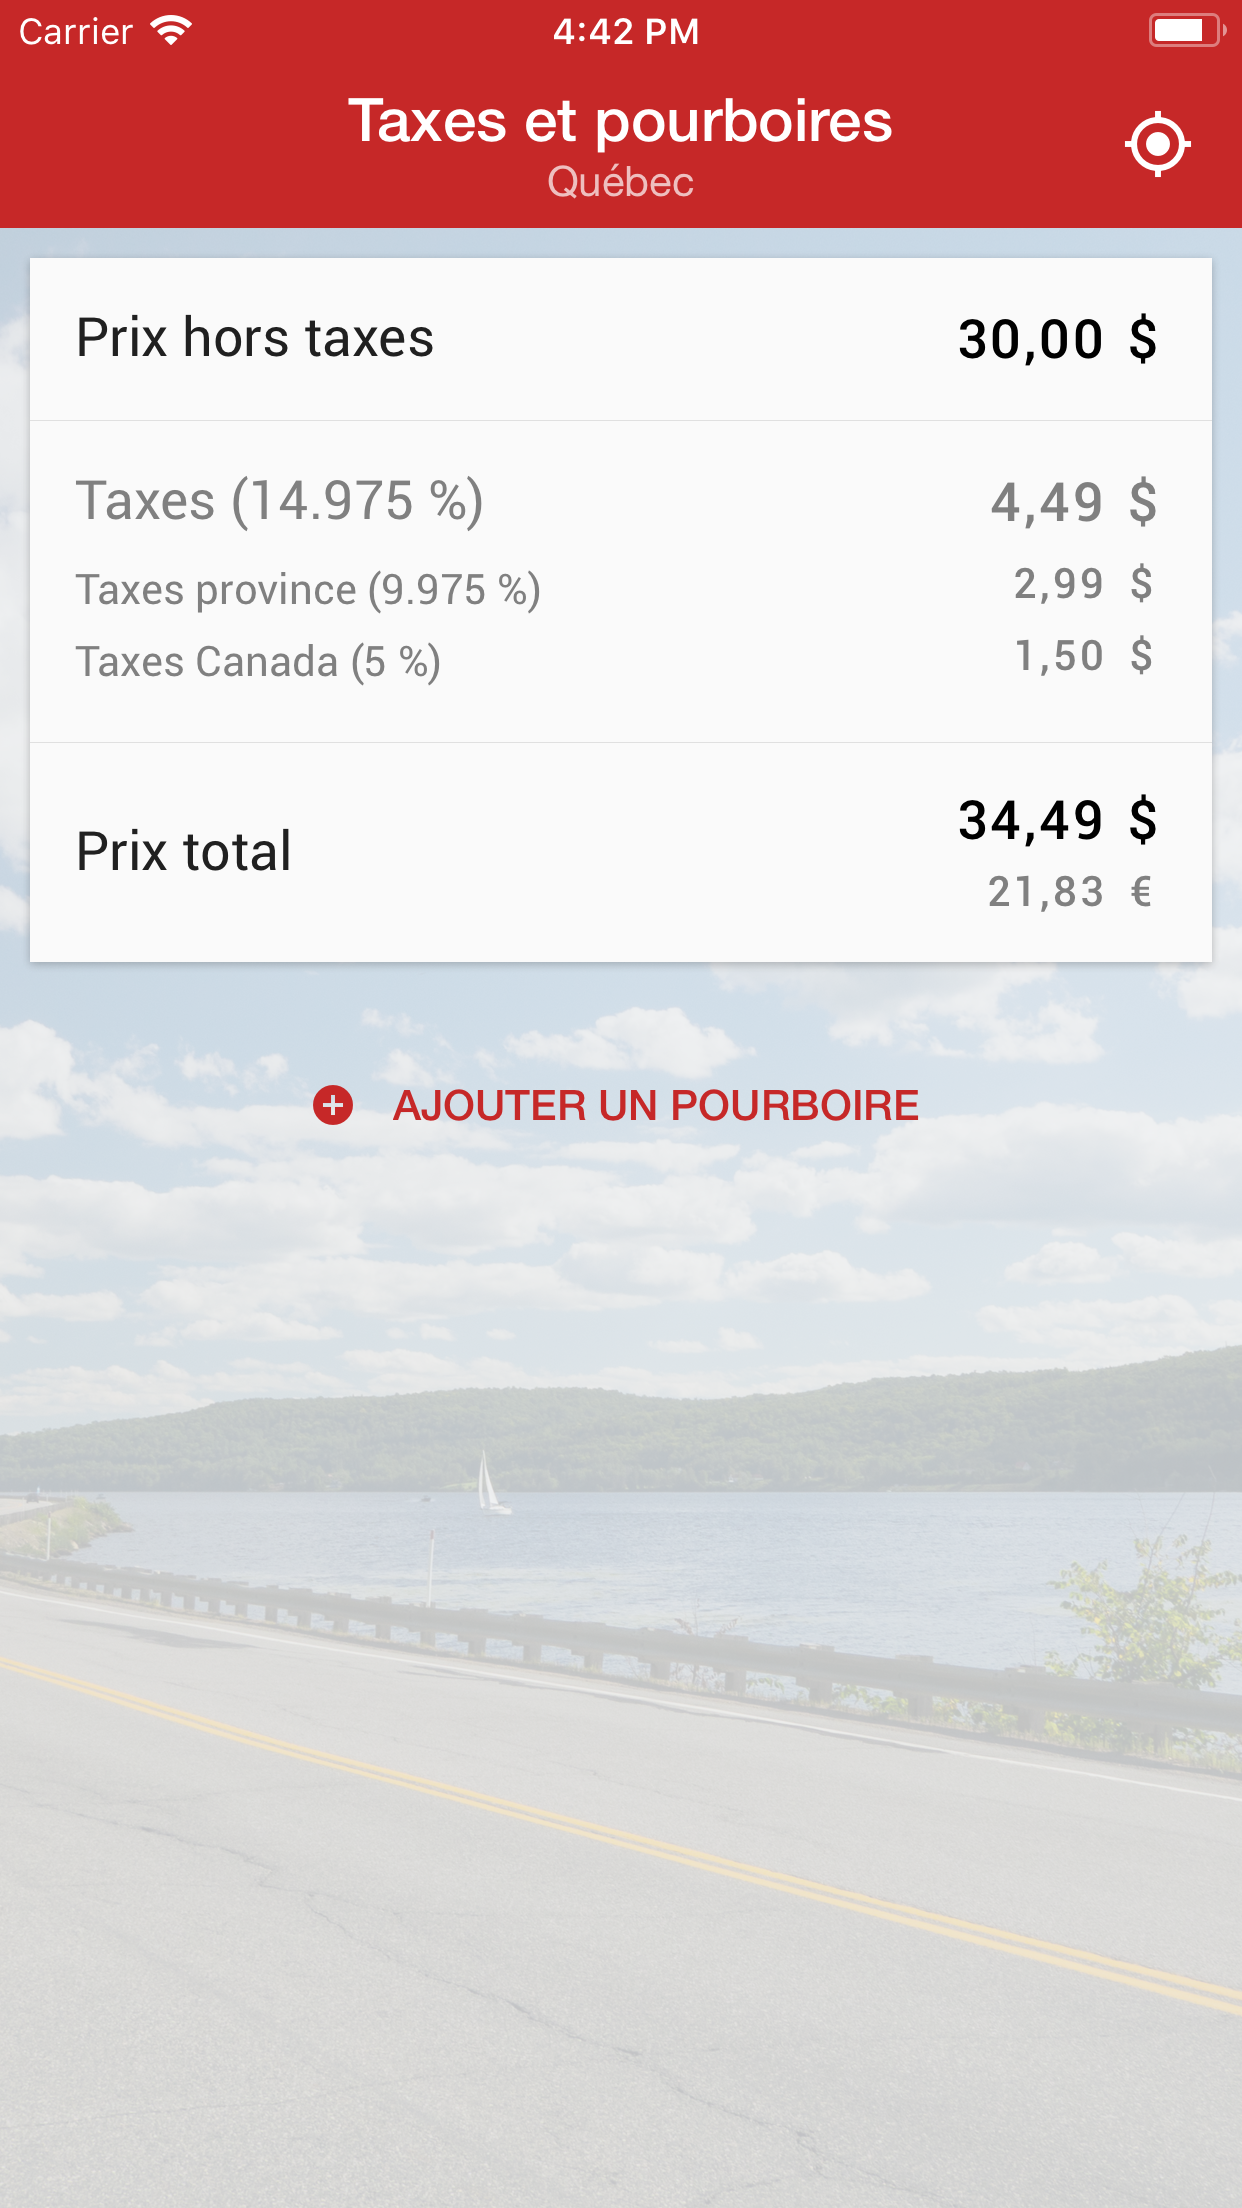 Carrier 4:42 PM
Taxes et pourboires
Québec
Prix hors taxes 30,00 $
Taxes (14.975 %) 4,49 $
Taxes province (9.975 %) 2,99 $
Taxes Canada (5 %) 1,50 $
Prix total 34,49 $
21,83 €
AJOUTER UN POURBOIRE